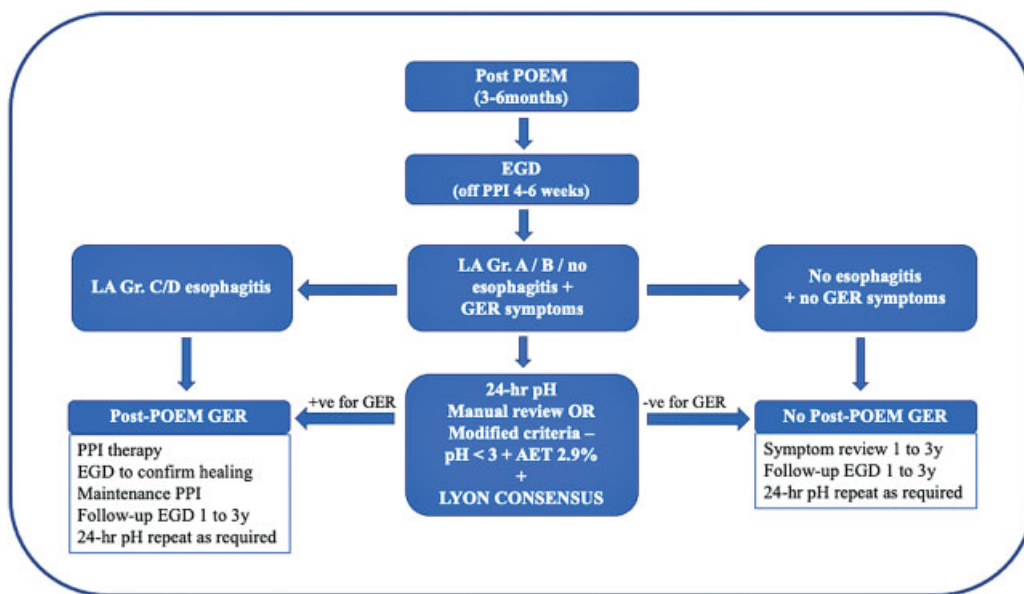 Post POEM
(3-6months)
EGD
(off PPI 4-6 weeks)
LA Gr. C/D esophagitis
LA Gr. A / B / no
esophagitis +
GER symptoms
No esophagitis
+ no GER symptoms
+ve for GER
24-hr pH
Manual review OR
Modified criteria –
pH < 3 + AET 2.9%
+
LYON CONSENSUS
-ve for GER
Post-POEM GER
PPI therapy
EGD to confirm healing
Maintenance PPI
Follow-up EGD 1 to 3y
24-hr pH repeat as required
No Post-POEM GER
Symptom review 1 to 3y
Follow-up EGD 1 to 3y
24-hr pH repeat as required